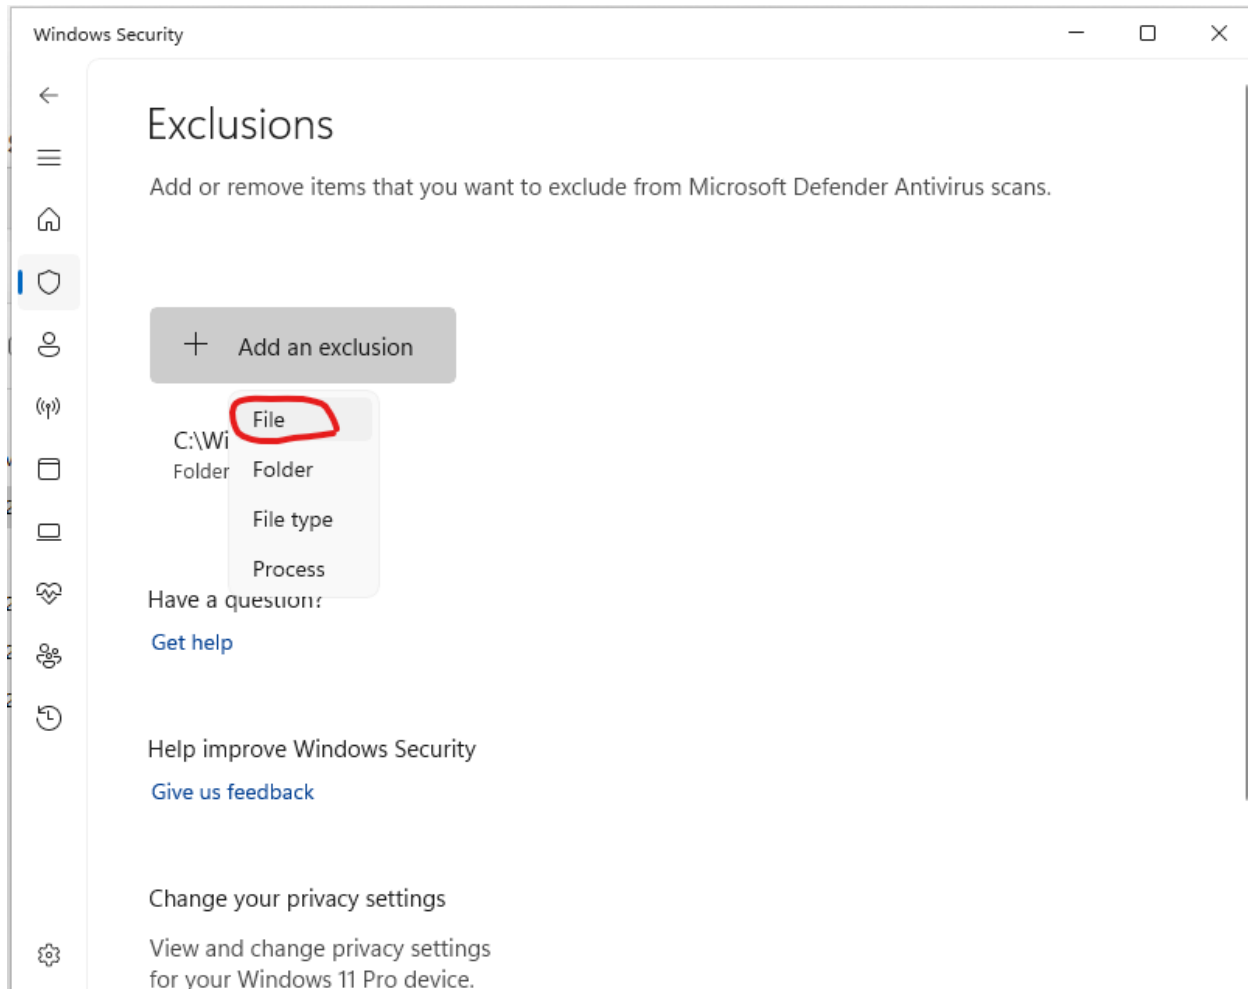 Windows Security
Exclusions
Add or remove items that you want to exclude from Microsoft Defender Antivirus scans.
Add an exclusion
File
C:\Wi
Folder
Folder
File type
Process
Have a question?
Get help
Help improve Windows Security
Give us feedback
Change your privacy settings
View and change privacy settings
for your Windows 11 Pro device.